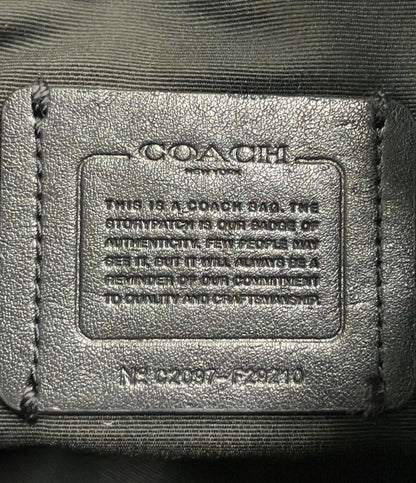 COACH
NEW YORK
THIS IS A COACH BAG. THE
STORYPATCH IS OUR BADGE OF
AUTHENTICITY. FEW PEOPLE MAY
SEE IT, BUT IT WILL ALWAYS BE A
REMINDER OF OUR COMMITMENT
TO QUALITY AND CRAFTSMANSHIP.
Nº C2097-F29210